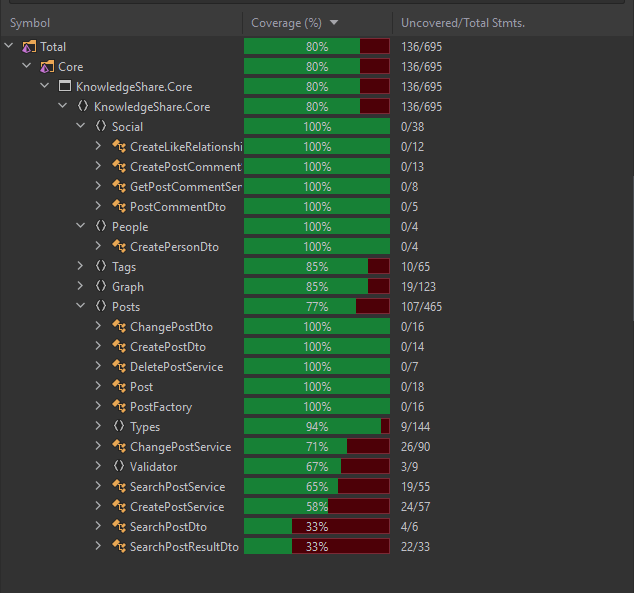 Symbol Coverage (%) Uncovered/Total Stmts.
Total 80% 136/695
Core 80% 136/695
KnowledgeShare.Core 80% 136/695
KnowledgeShare.Core 80% 136/695
Social 100% 0/38
CreateLikeRelationshi 100% 0/12
CreatePostComment 100% 0/13
GetPostCommentSer 100% 0/8
PostCommentDto 100% 0/5
People 100% 0/4
CreatePersonDto 100% 0/4
Tags 85% 10/65
Graph 85% 19/123
Posts 77% 107/465
ChangePostDto 100% 0/16
CreatePostDto 100% 0/14
DeletePostService 100% 0/7
Post 100% 0/18
PostFactory 100% 0/16
Types 94% 9/144
ChangePostService 71% 26/90
Validator 67% 3/9
SearchPostService 65% 19/55
CreatePostService 58% 24/57
SearchPostDto 33% 4/6
SearchPostResultDto 33% 22/33